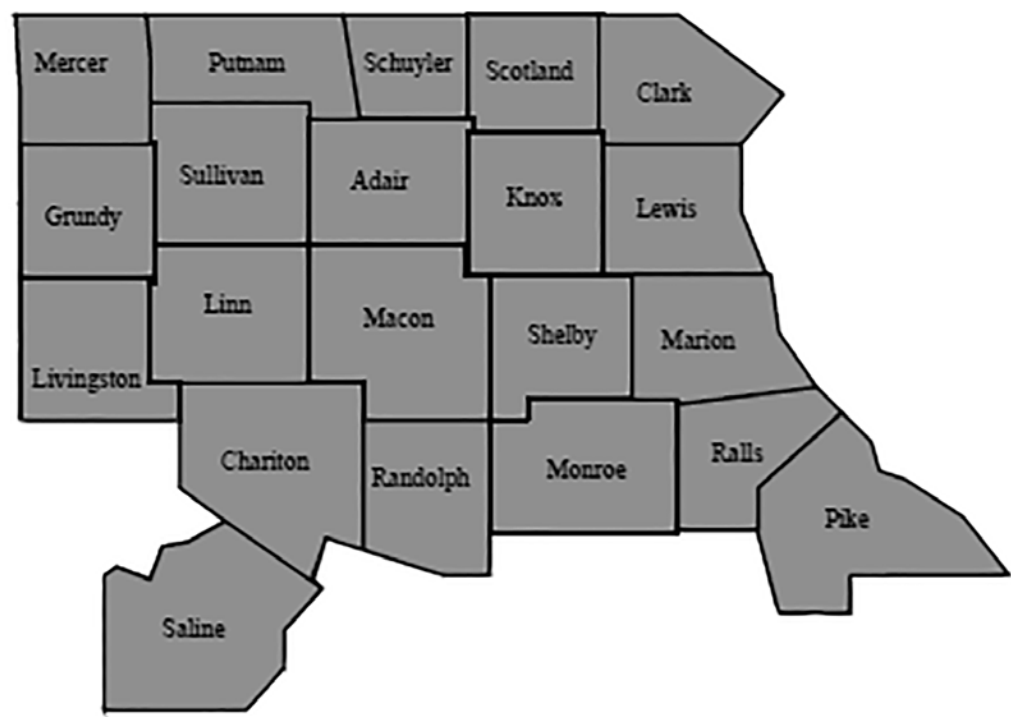 Mercer
Putnam
Schuyler
Scotland
Clark
Grundy
Sullivan
Adair
Knox
Lewis
Livingston
Linn
Macon
Shelby
Marion
Chariton
Randolph
Monroe
Ralls
Pike
Saline